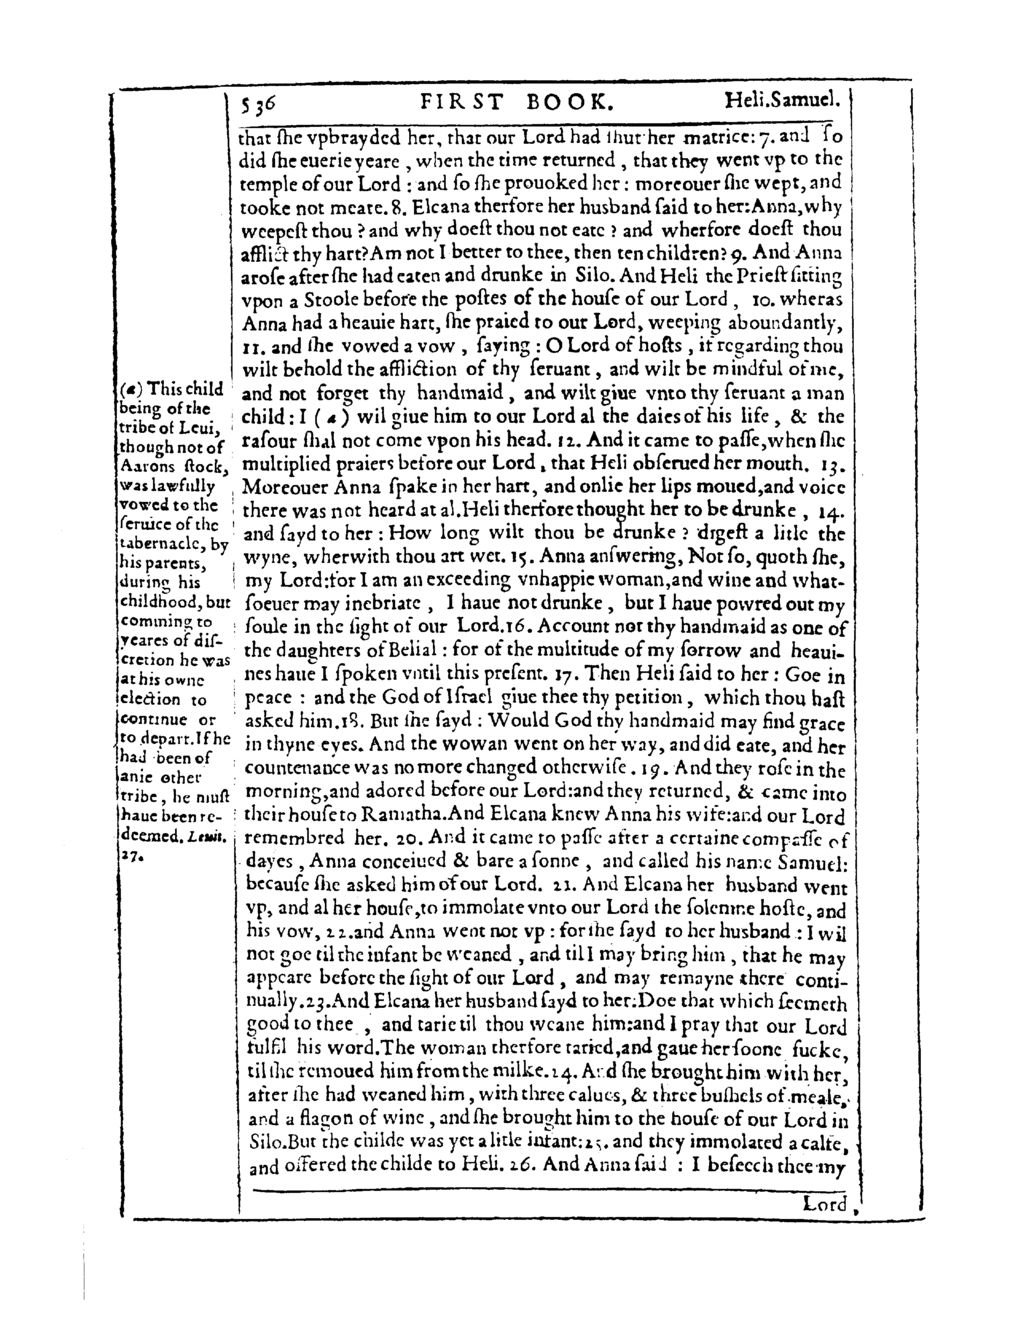 536 FIRST BOOK. Heli.Samuel.
that ſhe vpbrayded her, that our Lord had ſhut her matrice: 7. and ſo
did ſhe euerie yeare , when the time returned , that they went vp to the
temple of our Lord : and ſo ſhe prouoked her : moreouer ſhe wept, and
tooke not meate. 8. Elcana therfore her husband ſaid to her: Anna, why
weepeſt thou ? and why doeſt thou not eate ? and wherfore doeſt thou
afflict thy hart? Am not I better to thee, then ten children? 9. And Anna
aroſe after ſhe had eaten and drunke in Silo. And Heli the Prieſt ſitting
vpon a Stoole before the poſtes of the houſe of our Lord , 10. wheras
Anna had a heauie hart, ſhe praied to our Lord, weeping aboundantly,
11. and ſhe vowed a vow , ſaying : O Lord of hoſts , if regarding thou
wilt behold the affliction of thy ſeruant , and wilt be mindful of me,
and not forget thy handmaid , and wilt giue vnto thy ſeruant a man
child : I ( a ) wil giue him to our Lord al the daies of his life , & the
raſour ſhal not come vpon his head. 12. And it came to paſſe, when ſhe
multiplied praiers before our Lord , that Heli obſerued her mouth. 13.
Moreouer Anna ſpake in her hart, and onlie her lips moued, and voice
there was not heard at al. Heli therfore thought her to be drunke , 14.
and ſayd to her : How long wilt thou be drunke ? digeſt a litle the
wyne, wherwith thou art wet. 15. Anna anſwering, Not ſo, quoth ſhe,
my Lord: for I am an exceeding vnhappie woman, and wine and what-
ſoeuer may inebriate , I haue not drunke , but I haue powred out my
ſoule in the ſight of our Lord. 16. Account not thy handmaid as one of
the daughters of Belial : for of the multitude of my ſorrow and heaui-
nes haue I ſpoken vntil this preſent. 17. Then Heli ſaid to her : Goe in
peace : and the God of Iſrael giue thee thy petition , which thou haſt
asked him. 18. But ſhe ſayd : Would God thy handmaid may find grace
in thyne eyes. And the wowan went on her way, and did eate, and her
countenance was no more changed otherwiſe . 19. And they roſe in the
morning, and adored before our Lord: and they returned, & came into
their houſe to Ramatha. And Elcana knew Anna his wife: and our Lord
remembred her. 20. And it came to paſſe after a certaine compaſſe of
dayes , Anna conceiued & bare a ſonne , and called his name Samuel:
becauſe ſhe asked him of our Lord. 21. And Elcana her husband went
vp, and al her houſe, to immolate vnto our Lord the ſolemne hoſte, and
his vow, 22. and Anna went not vp : for ſhe ſayd to her husband : I wil
not goe til the infant be weaned , and til I may bring him , that he may
appeare before the ſight of our Lord , and may remayne there conti-
nually. 23. And Elcana her husband ſayd to her: Doe that which ſeemeth
good to thee , and tarie til thou weane him: and I pray that our Lord
fulfil his word. The woman therfore taried, and gaue her ſoone ſucke,
til ſhe remoued him from the milke. 24. And ſhe brought him with her,
after ſhe had weaned him , with three calues, & three buſhels of meale,
and a flagon of wine , and ſhe brought him to the houſe of our Lord in
Silo. But the childe was yet a litle infant: 25. and they immolated a calfe,
and offered the childe to Heli. 26. And Anna ſaid : I beſeech thee my
Lord ,
(a) This child
being of the
tribe of Leui,
though not of
Aarons ſtock,
was lawfully
vowed to the
ſeruice of the
tabernacle, by
his parents,
during his
childhood, but
comming to
yeares of diſ-
cretion he was
at his owne
election to
continue or
to depart. If he
had been of
anie other
tribe , he muſt
haue been re-
deemed. Leuit.
27.